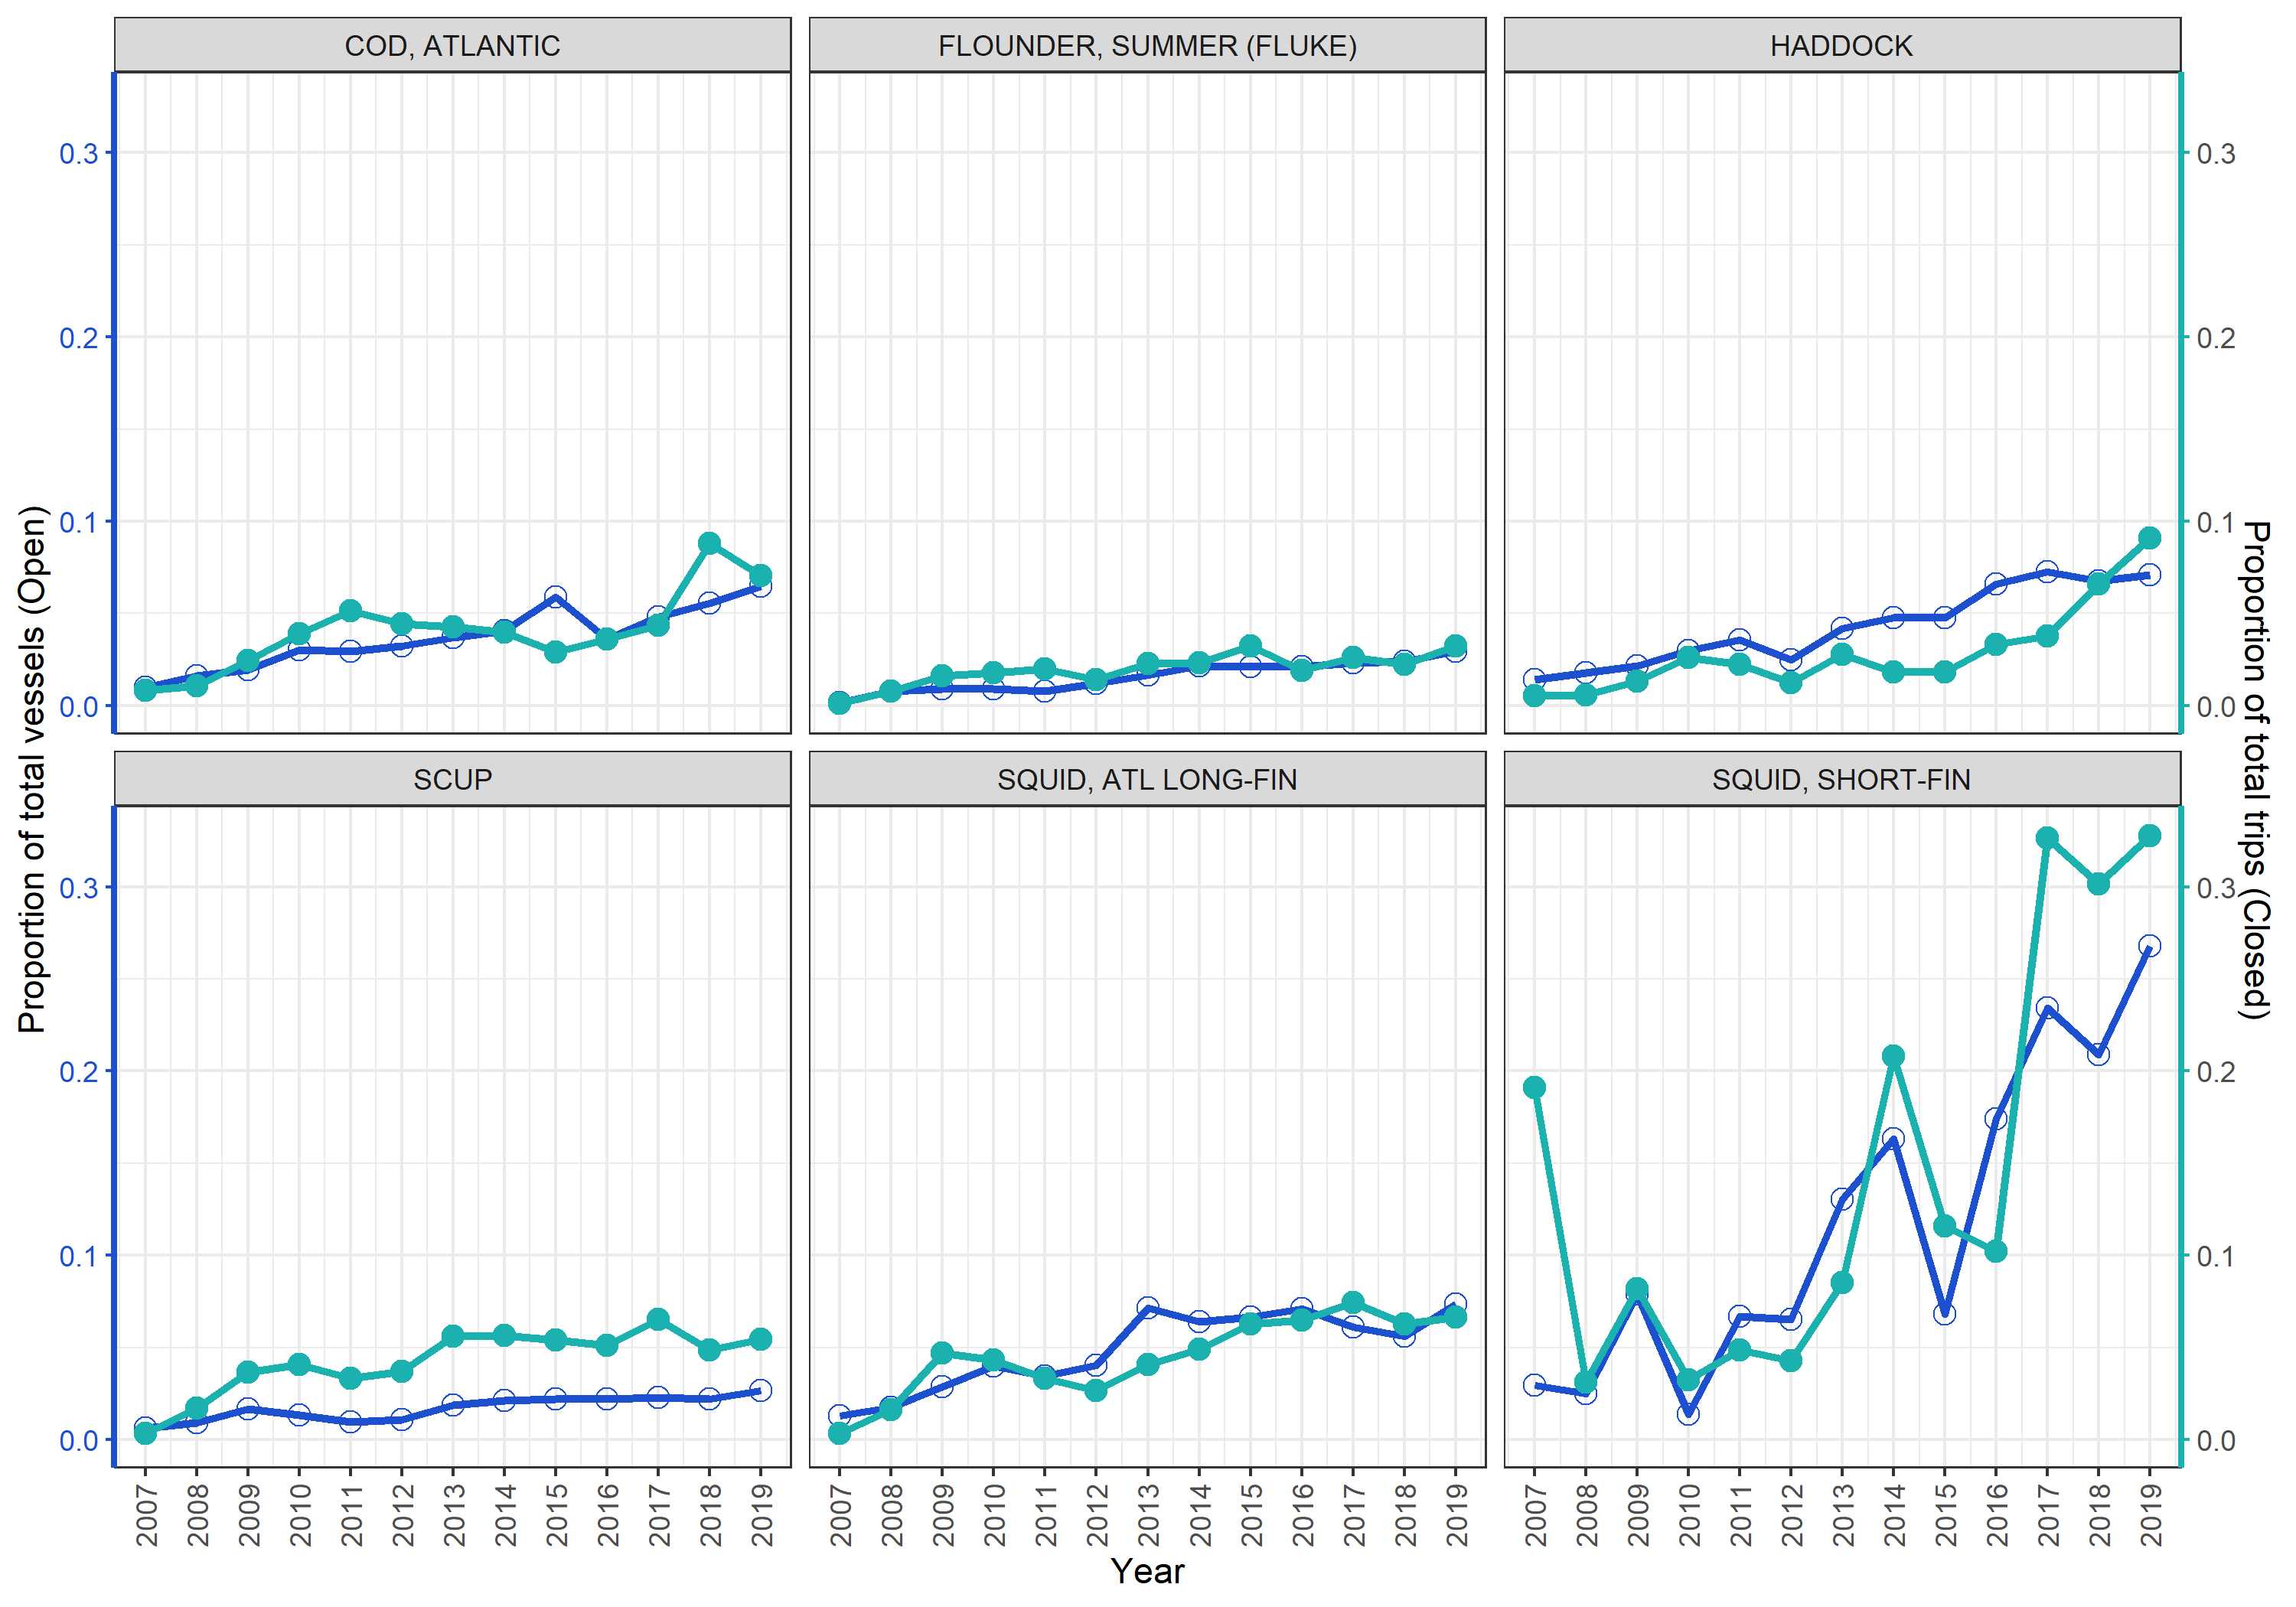 COD, ATLANTIC
FLOUNDER, SUMMER (FLUKE)
HADDOCK
0.3
0.2
0.1
0.0
0.3
0.2
0.1
0.0
Proportion of total vessels (Open)
Proportion of total trips (Closed)
SCUP
SQUID, ATL LONG-FIN
SQUID, SHORT-FIN
0.3
0.2
0.1
0.0
0.3
0.2
0.1
0.0
2007 2008 2009 2010 2011 2012 2013 2014 2015 2016 2017 2018 2019
2007 2008 2009 2010 2011 2012 2013 2014 2015 2016 2017 2018 2019
2007 2008 2009 2010 2011 2012 2013 2014 2015 2016 2017 2018 2019
Year